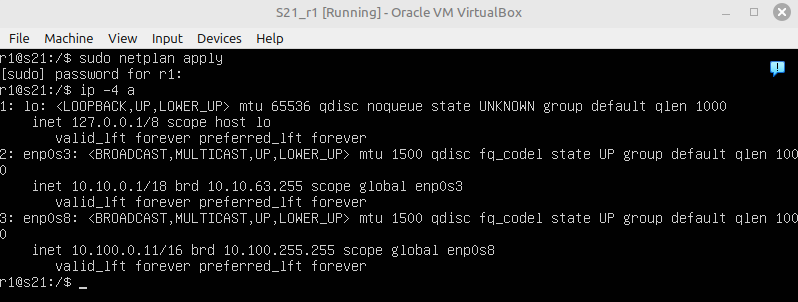 S21_r1 [Running] - Oracle VM VirtualBox
File Machine View Input Devices Help
r1@s21:/$ sudo netplan apply
[sudo] password for r1:
r1@s21:/$ ip -4 a
1: lo: <LOOPBACK,UP,LOWER_UP> mtu 65536 qdisc noqueue state UNKNOWN group default qlen 1000
    inet 127.0.0.1/8 scope host lo
       valid_lft forever preferred_lft forever
2: enp0s3: <BROADCAST,MULTICAST,UP,LOWER_UP> mtu 1500 qdisc fq_codel state UP group default qlen 100
0
    inet 10.10.0.1/18 brd 10.10.63.255 scope global enp0s3
       valid_lft forever preferred_lft forever
3: enp0s8: <BROADCAST,MULTICAST,UP,LOWER_UP> mtu 1500 qdisc fq_codel state UP group default qlen 100
0
    inet 10.100.0.11/16 brd 10.100.255.255 scope global enp0s8
       valid_lft forever preferred_lft forever
r1@s21:/$ _